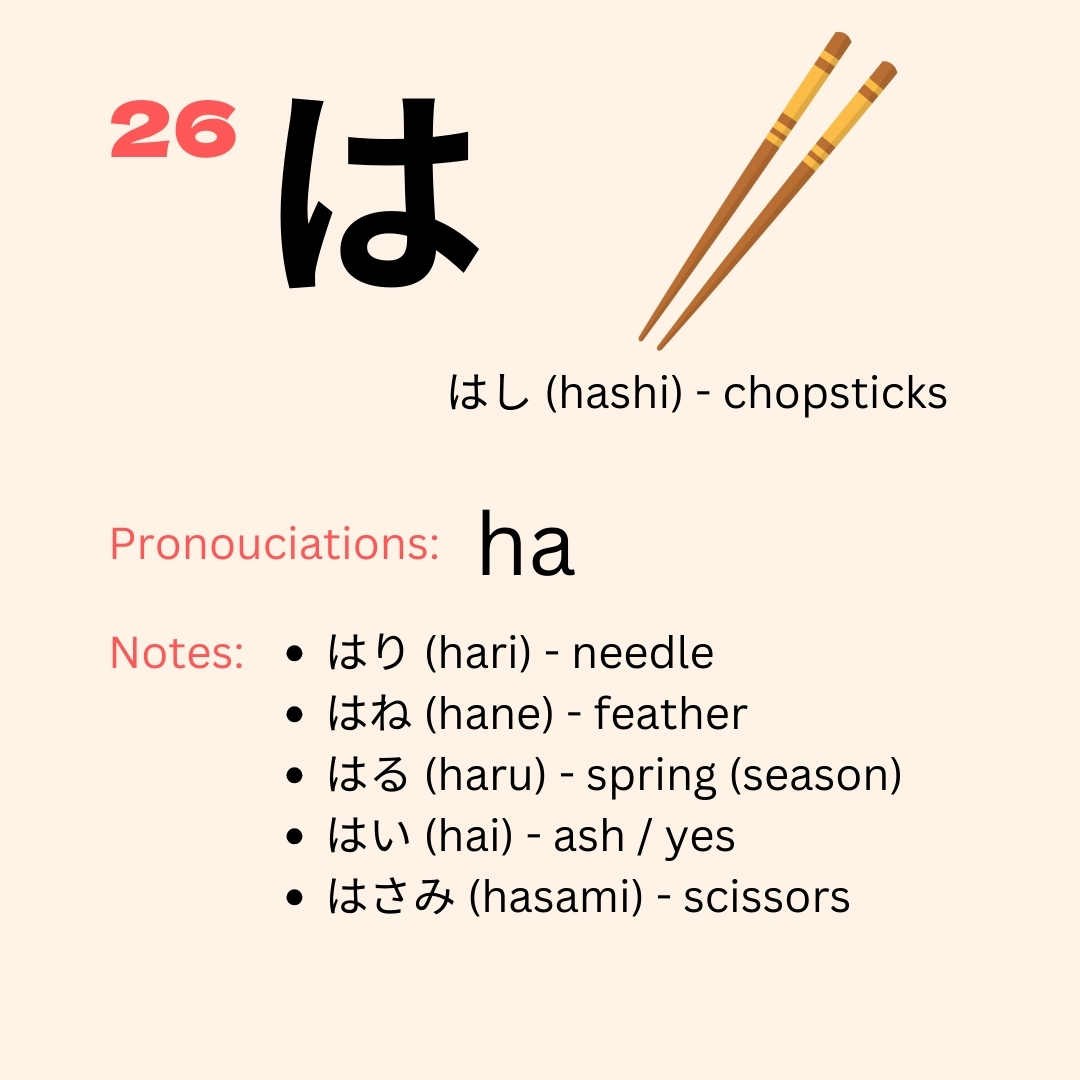 26
は
はし (hashi) - chopsticks
Pronouciations: ha
Notes:
• はり (hari) - needle
• はね (hane) - feather
• はる (haru) - spring (season)
• はい (hai) - ash / yes
• はさみ (hasami) - scissors